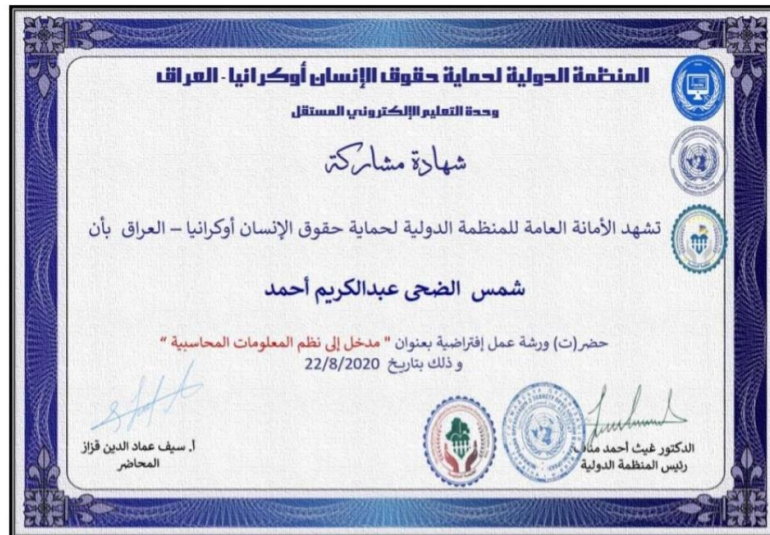 المنظمة الدولية لحماية حقوق الإنسان أوكرانيا - العراق
وحدة التعليم الإلكتروني المستقل
شهادة مشاركة
تشهد الأمانة العامة للمنظمة الدولية لحماية حقوق الإنسان أوكرانيا – العراق بأن
شمس الضحى عبدالكريم أحمد
حضر(ت) ورشة عمل إفتراضية بعنوان " مدخل إلى نظم المعلومات المحاسبية "
و ذلك بتاريخ 22/8/2020
الدكتور غيث أحمد مناف
رئيس المنظمة الدولية
أ. سيف عماد الدين قزاز
المحاضر